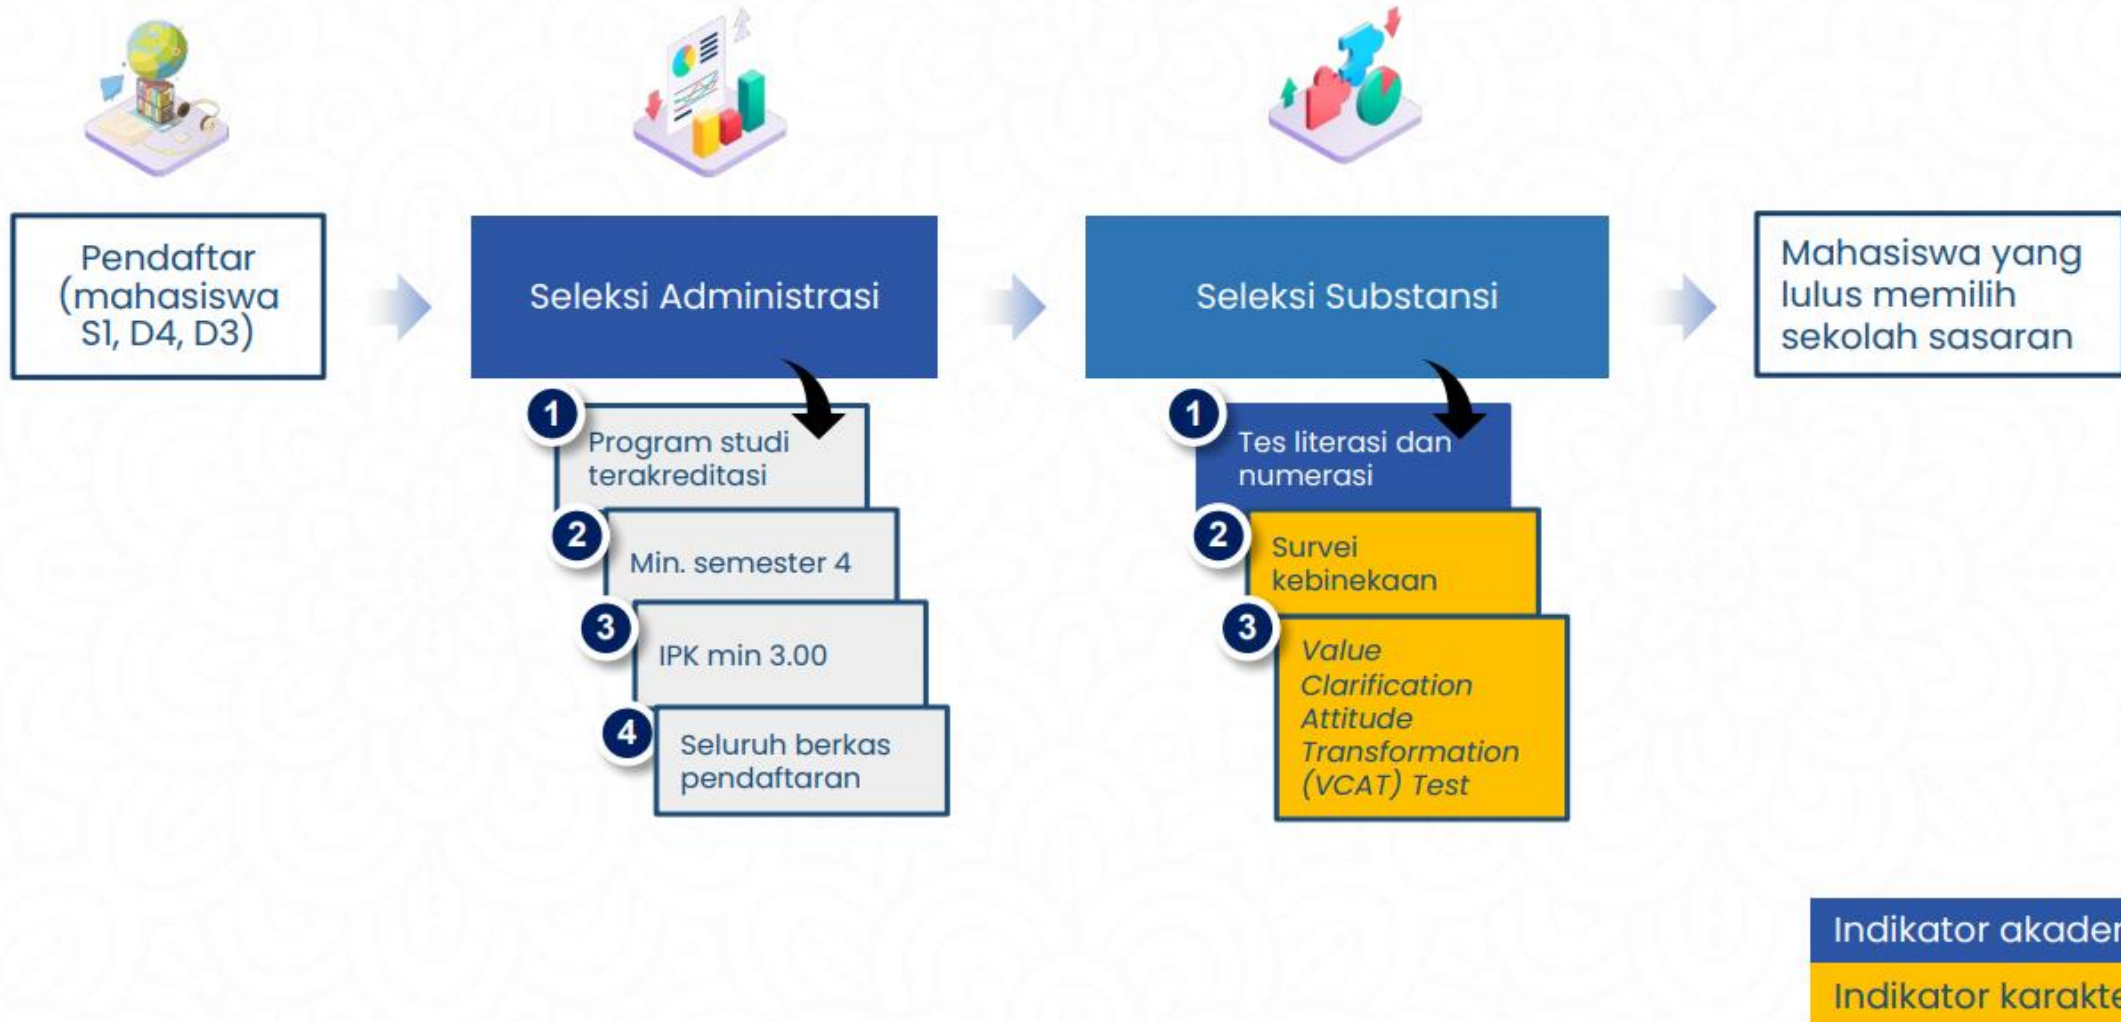 Pendaftar
(mahasiswa
S1, D4, D3)
Seleksi Administrasi
1
Program studi
terakreditasi
2
Min. semester 4
3
IPK min 3.00
4
Seluruh berkas
pendaftaran
Seleksi Substansi
1
Tes literasi dan
numerasi
2
Survei
kebinekaan
3
Value
Clarification
Attitude
Transformation
(VCAT) Test
Mahasiswa yang
lulus memilih
sekolah sasaran
Indikator
Indikator